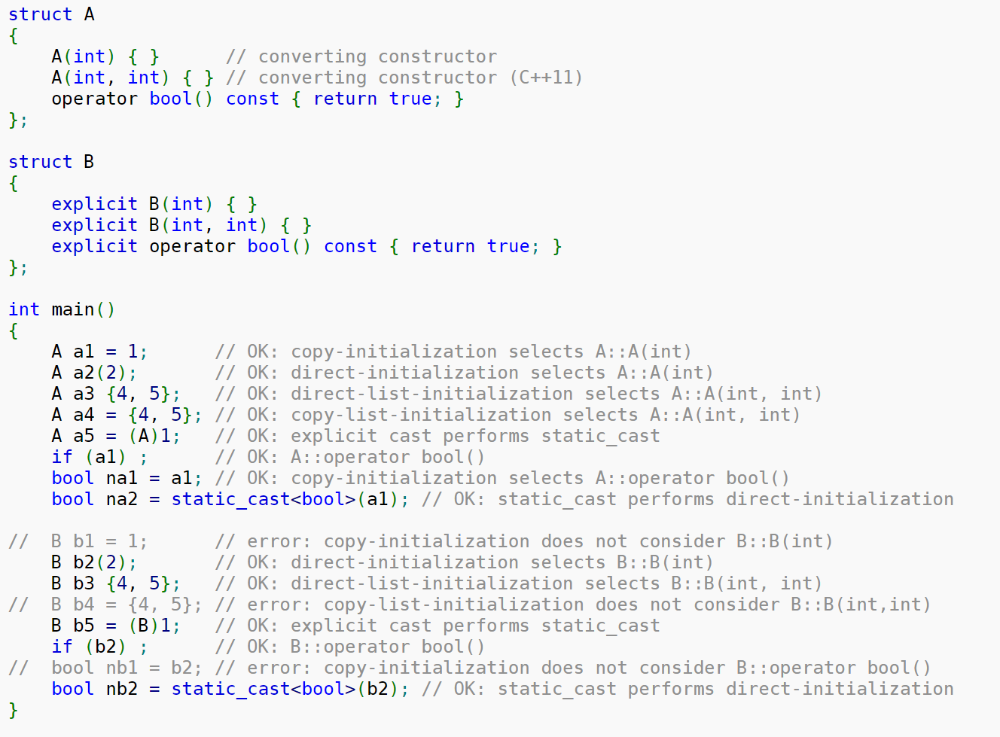 struct A
{
    A(int) { }      // converting constructor
    A(int, int) { } // converting constructor (C++11)
    operator bool() const { return true; }
};

struct B
{
    explicit B(int) { }
    explicit B(int, int) { }
    explicit operator bool() const { return true; }
};

int main()
{
    A a1 = 1;      // OK: copy-initialization selects A::A(int)
    A a2(2);       // OK: direct-initialization selects A::A(int)
    A a3 {4, 5};   // OK: direct-list-initialization selects A::A(int, int)
    A a4 = {4, 5}; // OK: copy-list-initialization selects A::A(int, int)
    A a5 = (A)1;   // OK: explicit cast performs static_cast
    if (a1) ;      // OK: A::operator bool()
    bool na1 = a1; // OK: copy-initialization selects A::operator bool()
    bool na2 = static_cast<bool>(a1); // OK: static_cast performs direct-initialization

//  B b1 = 1;      // error: copy-initialization does not consider B::B(int)
    B b2(2);       // OK: direct-initialization selects B::B(int)
    B b3 {4, 5};   // OK: direct-list-initialization selects B::B(int, int)
//  B b4 = {4, 5}; // error: copy-list-initialization does not consider B::B(int,int)
    B b5 = (B)1;   // OK: explicit cast performs static_cast
    if (b2) ;      // OK: B::operator bool()
//  bool nb1 = b2; // error: copy-initialization does not consider B::operator bool()
    bool nb2 = static_cast<bool>(b2); // OK: static_cast performs direct-initialization
}